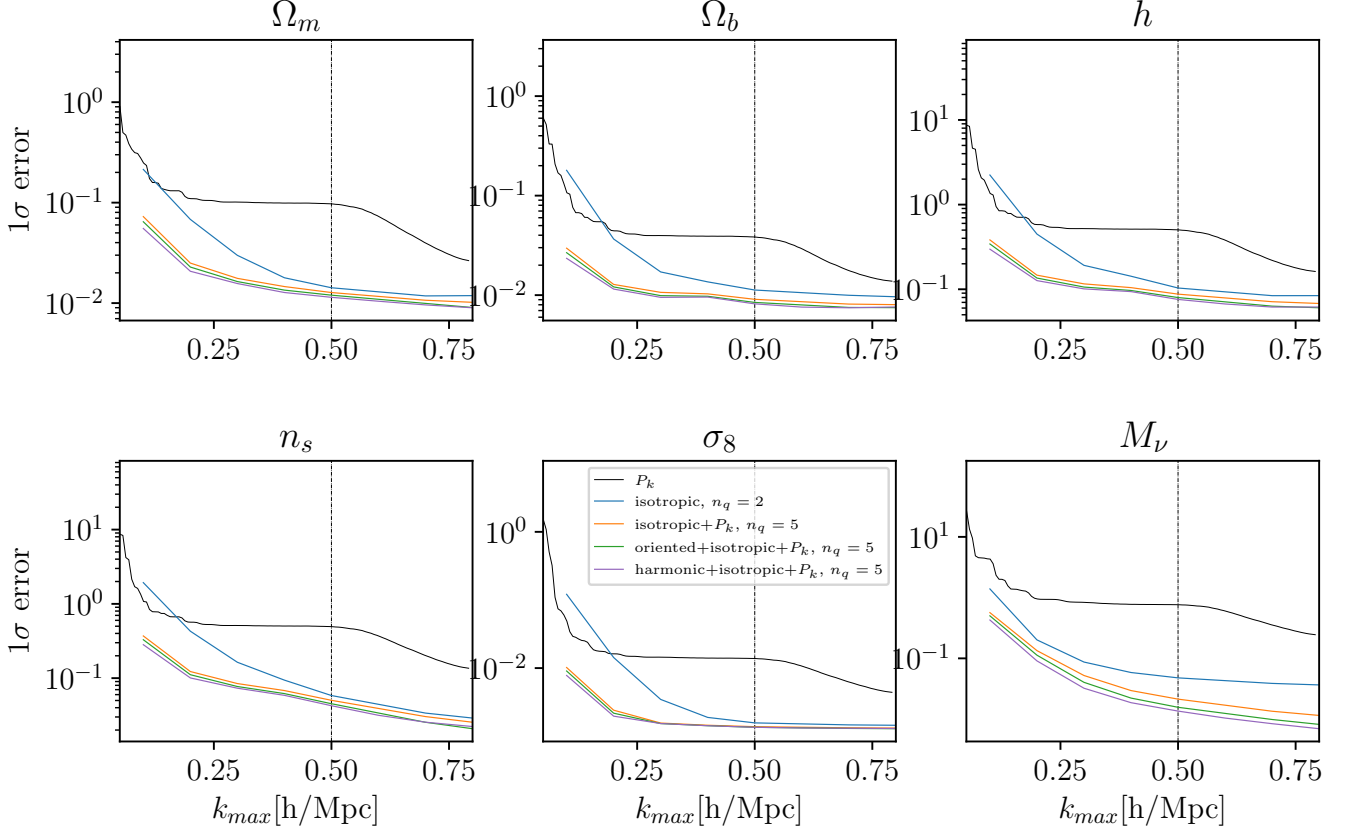 Ω_m Ω_b h
1σ error
10^0
10^-1
10^-2
0.25 0.50 0.75
10^0
10^-1
10^-2
0.25 0.50 0.75
10^1
10^0
10^-1
0.25 0.50 0.75
n_s σ_8 M_ν
1σ error
10^1
10^0
10^-1
0.25 0.50 0.75
k_max[h/Mpc]
10^0
10^-2
P_k
isotropic, n_q = 2
isotropic+P_k, n_q = 5
oriented+isotropic+P_k, n_q = 5
harmonic+isotropic+P_k, n_q = 5
0.25 0.50 0.75
k_max[h/Mpc]
10^1
10^-1
0.25 0.50 0.75
k_max[h/Mpc]